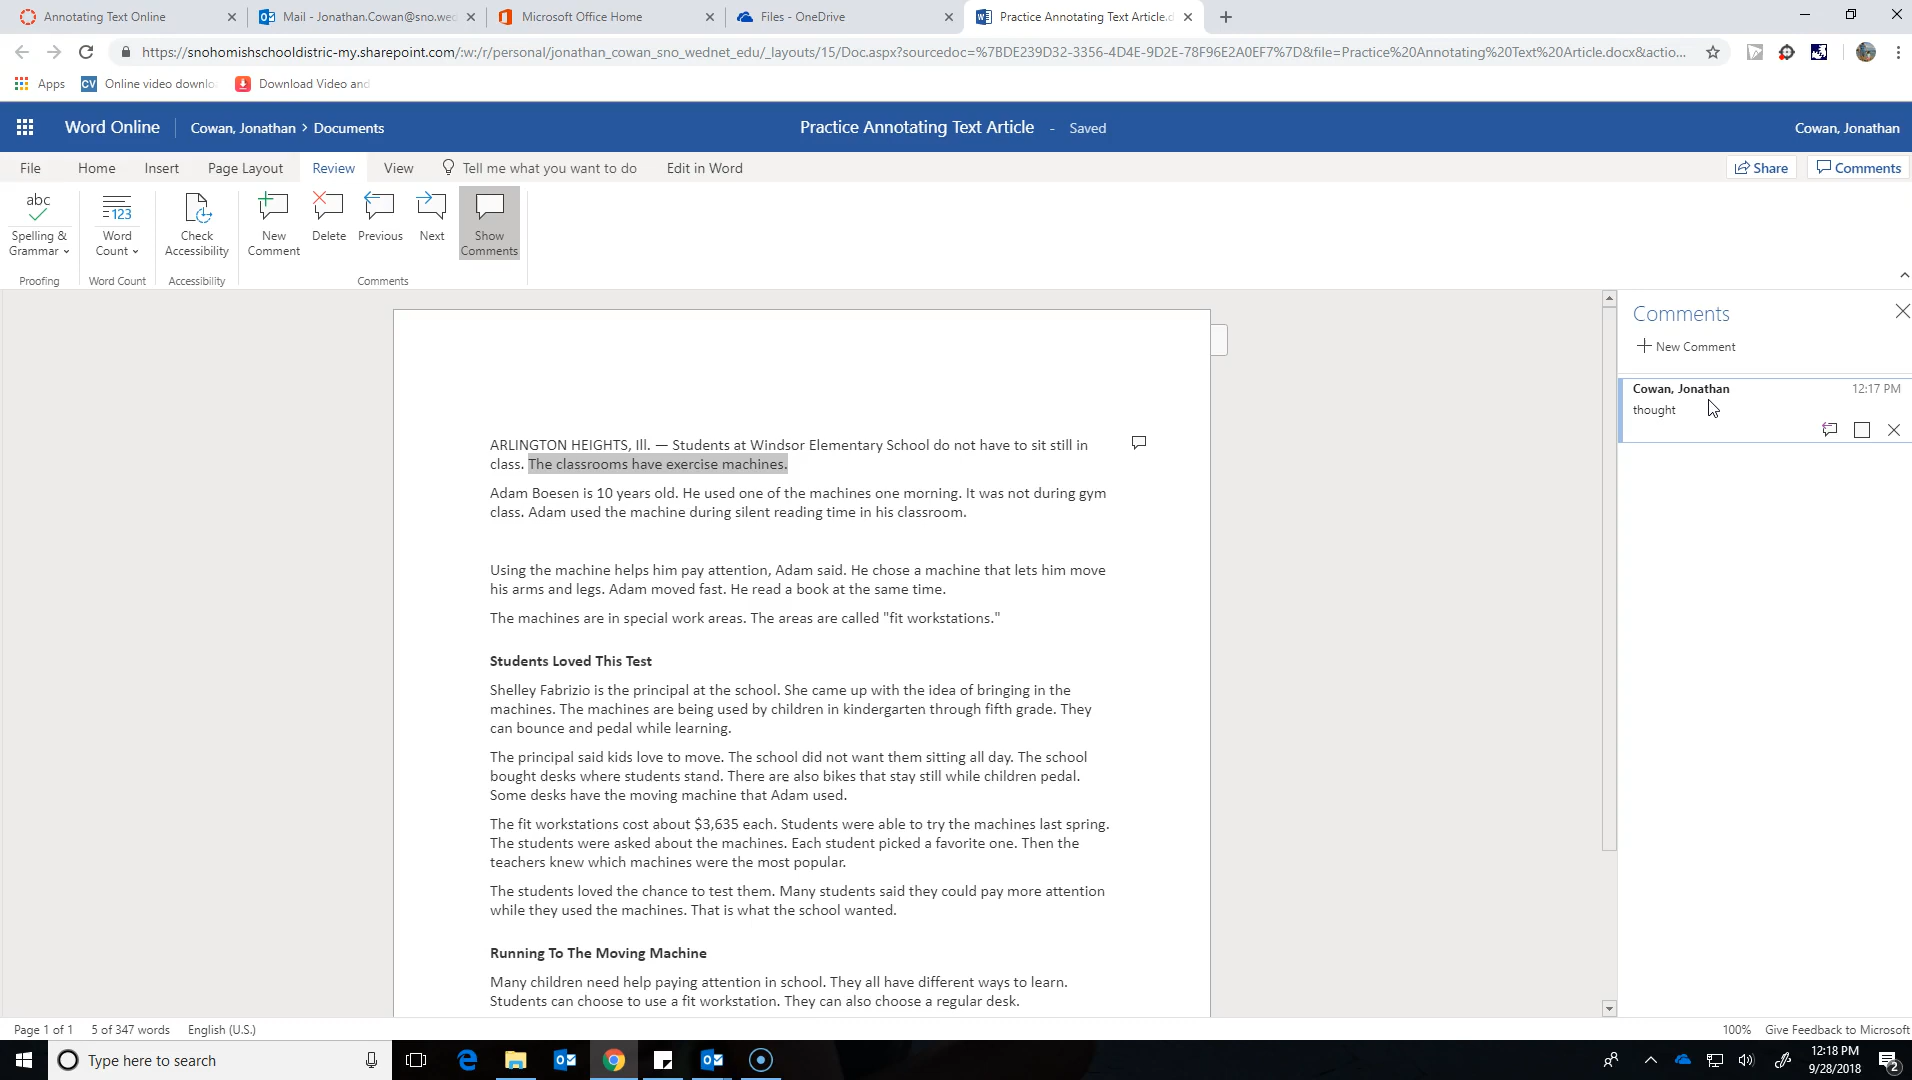 Annotating Text Online
Mail - Jonathan.Cowan@sno.wed
Microsoft Office Home
Files - OneDrive
Practice Annotating Text Article.d
https://snohomishschooldistric-my.sharepoint.com/:w:/r/personal/jonathan_cowan_sno_wednet_edu/_layouts/15/Doc.aspx?sourcedoc=%7BDE239D32-3356-4D4E-9D2E-78F96E2A0EF7%7D&file=Practice%20Annotating%20Text%20Article.docx&actio...
Apps
CV Online video downlo
Download Video and
Word Online
Cowan, Jonathan > Documents
Practice Annotating Text Article - Saved
Cowan, Jonathan
File Home Insert Page Layout Review View Tell me what you want to do Edit in Word
Share
Comments
abc
Spelling & Grammar
123
Word Count
Check Accessibility
New Comment
Delete
Previous
Next
Show Comments
Proofing
Word Count
Accessibility
Comments
Comments
New Comment
Cowan, Jonathan 12:17 PM
thought
ARLINGTON HEIGHTS, Ill. — Students at Windsor Elementary School do not have to sit still in
class. The classrooms have exercise machines.
Adam Boesen is 10 years old. He used one of the machines one morning. It was not during gym
class. Adam used the machine during silent reading time in his classroom.
Using the machine helps him pay attention, Adam said. He chose a machine that lets him move
his arms and legs. Adam moved fast. He read a book at the same time.
The machines are in special work areas. The areas are called "fit workstations."
Students Loved This Test
Shelley Fabrizio is the principal at the school. She came up with the idea of bringing in the
machines. The machines are being used by children in kindergarten through fifth grade. They
can bounce and pedal while learning.
The principal said kids love to move. The school did not want them sitting all day. The school
bought desks where students stand. There are also bikes that stay still while children pedal.
Some desks have the moving machine that Adam used.
The fit workstations cost about $3,635 each. Students were able to try the machines last spring.
The students were asked about the machines. Each student picked a favorite one. Then the
teachers knew which machines were the most popular.
The students loved the chance to test them. Many students said they could pay more attention
while they used the machines. That is what the school wanted.
Running To The Moving Machine
Many children need help paying attention in school. They all have different ways to learn.
Students can choose to use a fit workstation. They can also choose a regular desk.
Page 1 of 1 5 of 347 words English (U.S.)
100% Give Feedback to Microsoft
Type here to search
12:18 PM
9/28/2018
2